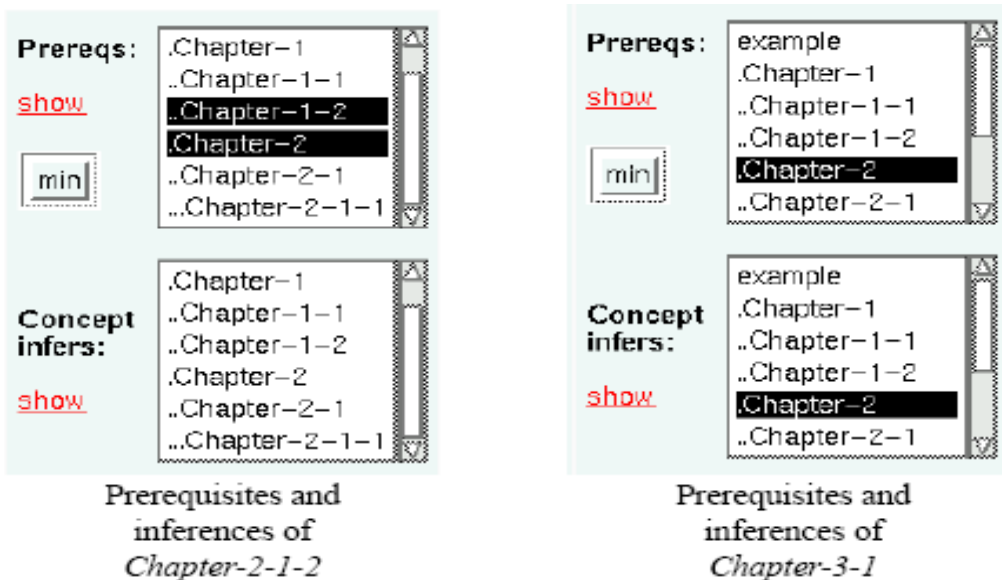 Prereqs:
show
min
.Chapter-1
..Chapter-1-1
..Chapter-1-2
.Chapter-2
..Chapter-2-1
...Chapter-2-1-1
Concept
infers:
show
.Chapter-1
..Chapter-1-1
..Chapter-1-2
.Chapter-2
..Chapter-2-1
...Chapter-2-1-1
Prerequisites and
inferences of
Chapter-2-1-2
Prereqs:
show
min
example
.Chapter-1
..Chapter-1-1
..Chapter-1-2
.Chapter-2
..Chapter-2-1
Concept
infers:
show
example
.Chapter-1
..Chapter-1-1
..Chapter-1-2
.Chapter-2
..Chapter-2-1
Prerequisites and
inferences of
Chapter-3-1